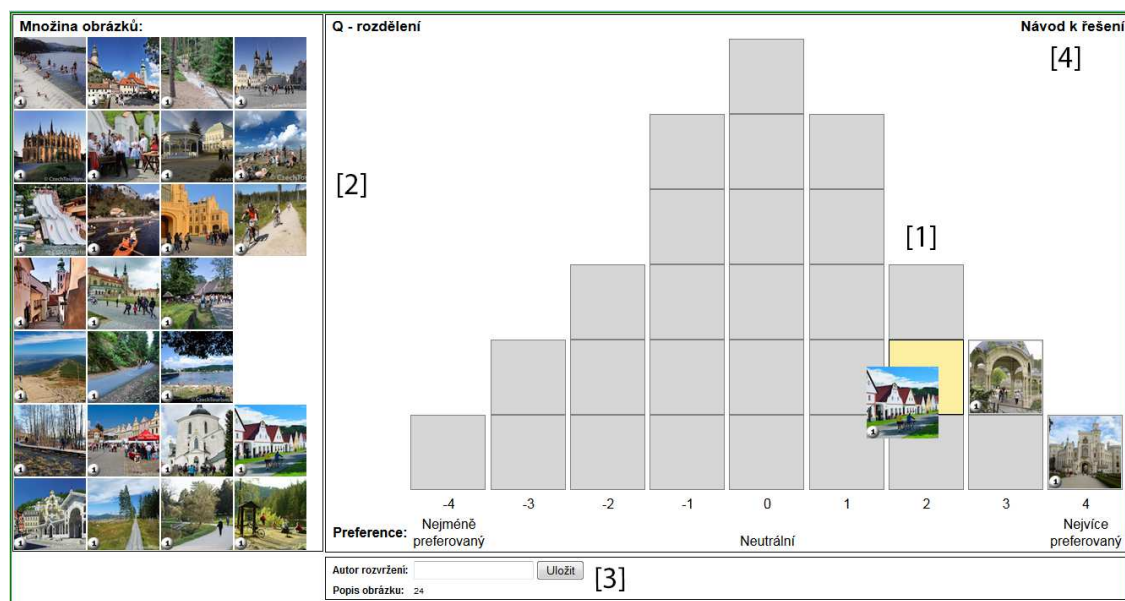 Množina obrázků:
Q - rozdělení
Návod k řešení
[4]
[2]
[1]
-4 -3 -2 -1 0 1 2 3 4
Preference:
Nejméně
preferovaný
Neutrální
Nejvíce
preferovaný
Autor rozvržení:
Uložit
[3]
Popis obrázku: 24